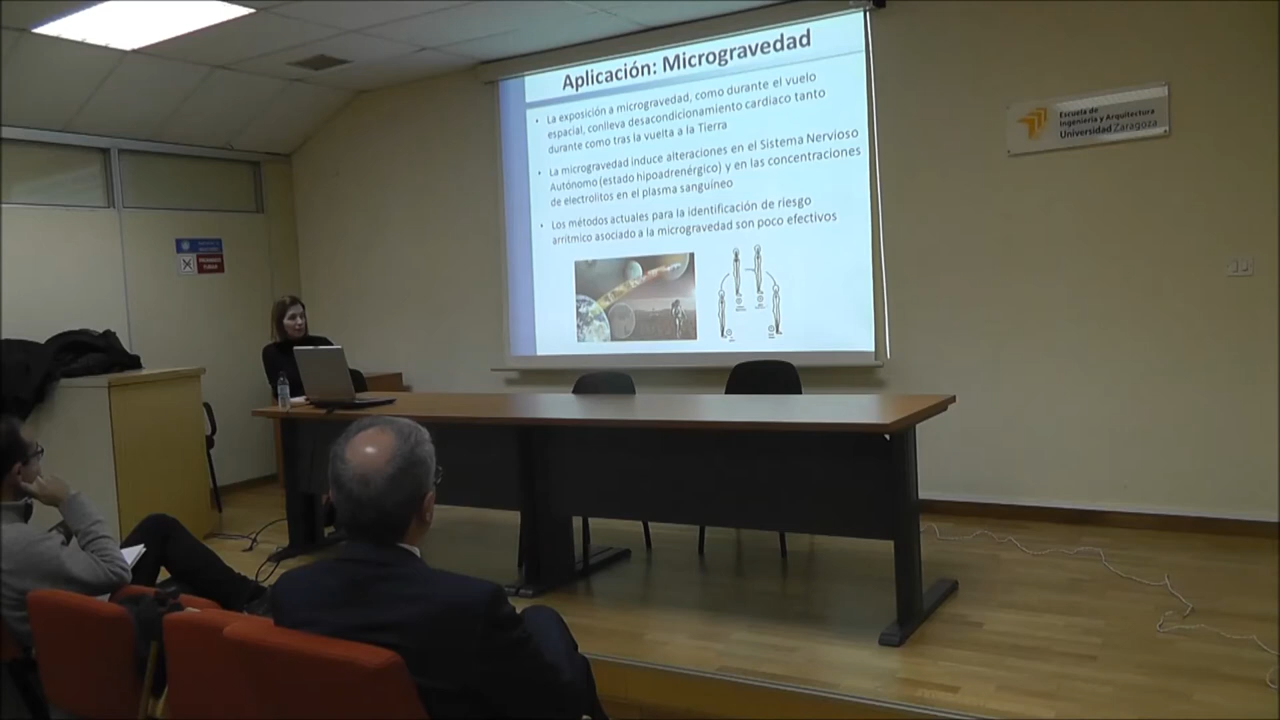 Aplicación: Microgravedad
• La exposición a microgravedad, como durante el vuelo
espacial, conlleva desacondicionamiento cardiaco tanto
durante como tras la vuelta a la Tierra
• La microgravedad induce alteraciones en el Sistema Nervioso
Autónomo (estado hipoadrenérgico) y en las concentraciones
de electrolitos en el plasma sanguíneo
• Los métodos actuales para la identificación de riesgo
arrítmico asociado a la microgravedad son poco efectivos
Escuela de
Ingeniería y Arquitectura
Universidad Zaragoza